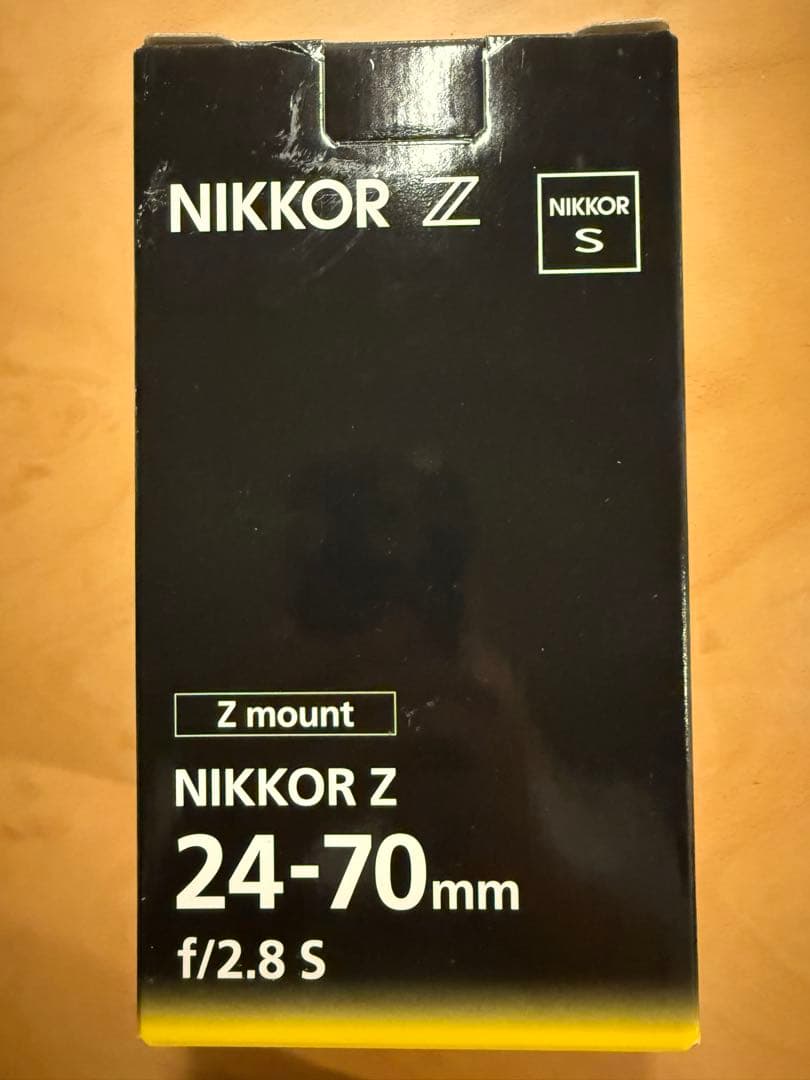 NIKKOR Z
NIKKOR
S
Z mount
NIKKOR Z
24-70mm
f/2.8 S